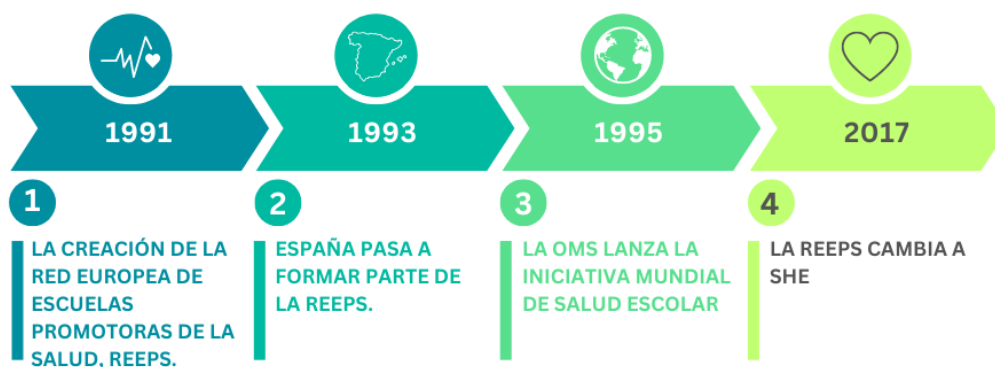 1991
1993
1995
2017
1
LA CREACIÓN DE LA
RED EUROPEA DE
ESCUELAS
PROMOTORAS DE LA
SALUD, REEPS.
2
ESPAÑA PASA A
FORMAR PARTE DE
LA REEPS.
3
LA OMS LANZA LA
INICIATIVA MUNDIAL
DE SALUD ESCOLAR
4
LA REEPS CAMBIA A
SHE